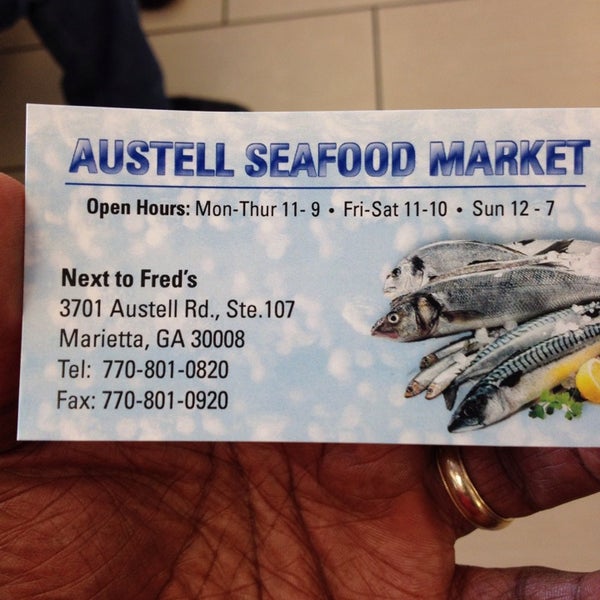 AUSTELL SEAFOOD MARKET
Open Hours: Mon-Thur 11- 9 • Fri-Sat 11-10 • Sun 12 - 7
Next to Fred's
3701 Austell Rd., Ste.107
Marietta, GA 30008
Tel: 770-801-0820
Fax: 770-801-0920